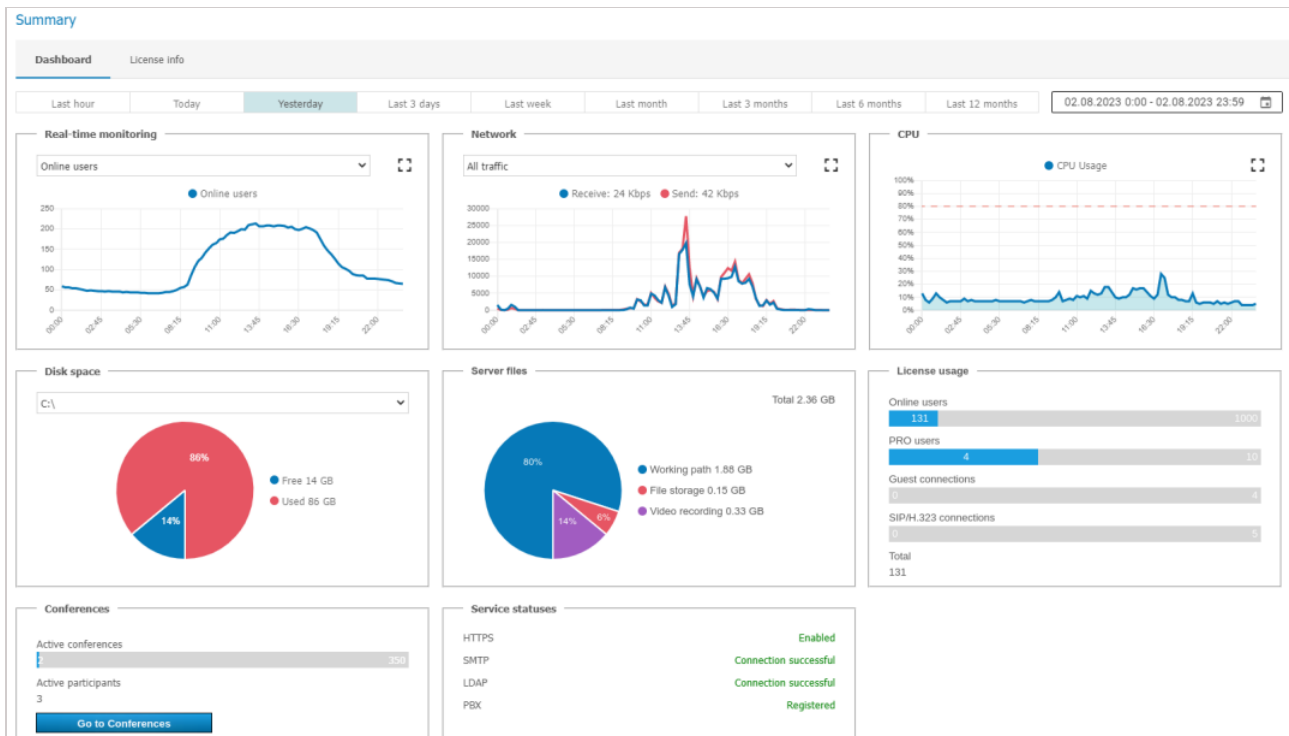 Summary
Dashboard License info
Last hour Today Yesterday Last 3 days Last week Last month Last 3 months Last 6 months Last 12 months 02.08.2023 0:00 - 02.08.2023 23:59
Real-time monitoring
Online users
Online users
250
200
150
100
50
0
00:00 02:45 05:30 08:15 11:00 13:45 16:30 19:15 22:00
Network
All traffic
Receive: 24 Kbps Send: 42 Kbps
30000
25000
20000
15000
10000
5000
0
00:00 02:45 05:30 08:15 11:00 13:45 16:30 19:15 22:00
CPU
CPU Usage
100%
90%
80%
70%
60%
50%
40%
30%
20%
10%
0%
00:00 02:45 05:30 08:15 11:00 13:45 16:30 19:15 22:00
Disk space
C:\
86%
14%
Free 14 GB
Used 86 GB
Server files
Total 2.36 GB
80%
6%
14%
Working path 1.88 GB
File storage 0.15 GB
Video recording 0.33 GB
License usage
Online users
131 1000
PRO users
4 10
Guest connections
0 4
SIP/H.323 connections
0 5
Total
131
Conferences
Active conferences
2 350
Active participants
3
Go to Conferences
Service statuses
HTTPS Enabled
SMTP Connection successful
LDAP Connection successful
PBX Registered